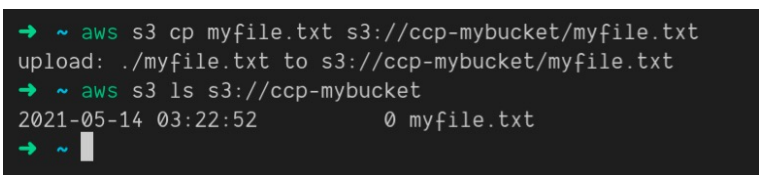 ➜ ~ aws s3 cp myfile.txt s3://ccp-mybucket/myfile.txt
upload: ./myfile.txt to s3://ccp-mybucket/myfile.txt
➜ ~ aws s3 ls s3://ccp-mybucket
2021-05-14 03:22:52          0 myfile.txt
➜ ~